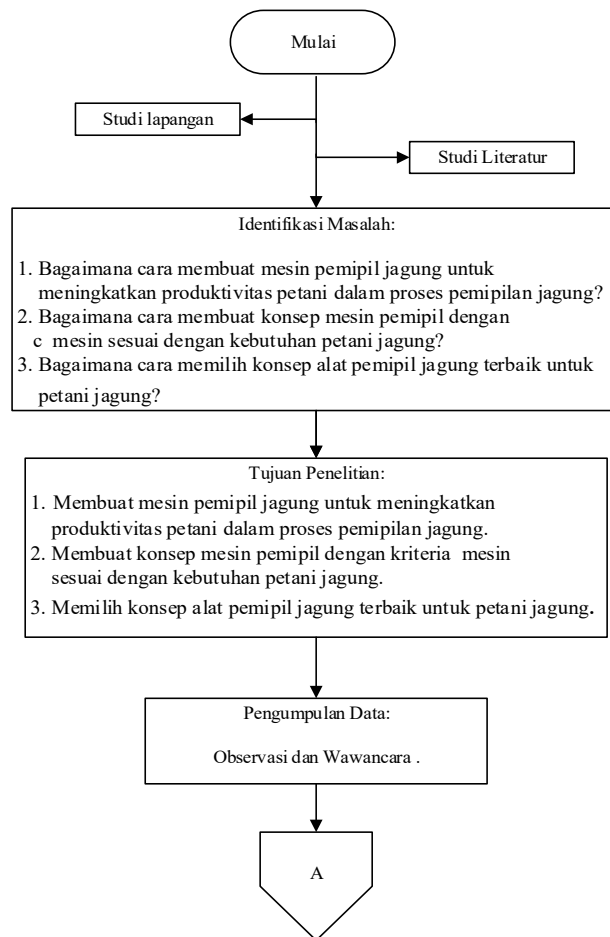 Mulai
Studi lapangan
Studi Literatur
Identifikasi Masalah:
1. Bagaimana cara membuat mesin pemipil jagung untuk
meningkatkan produktivitas petani dalam proses pemipilan jagung?
2. Bagaimana cara membuat konsep mesin pemipil dengan
c mesin sesuai dengan kebutuhan petani jagung?
3. Bagaimana cara memilih konsep alat pemipil jagung terbaik untuk
petani jagung?
Tujuan Penelitian:
1. Membuat mesin pemipil jagung untuk meningkatkan
produktivitas petani dalam proses pemipilan jagung.
2. Membuat konsep mesin pemipil dengan kriteria mesin
sesuai dengan kebutuhan petani jagung.
3. Memilih konsep alat pemipil jagung terbaik untuk petani jagung.
Pengumpulan Data:
Observasi dan Wawancara .
A